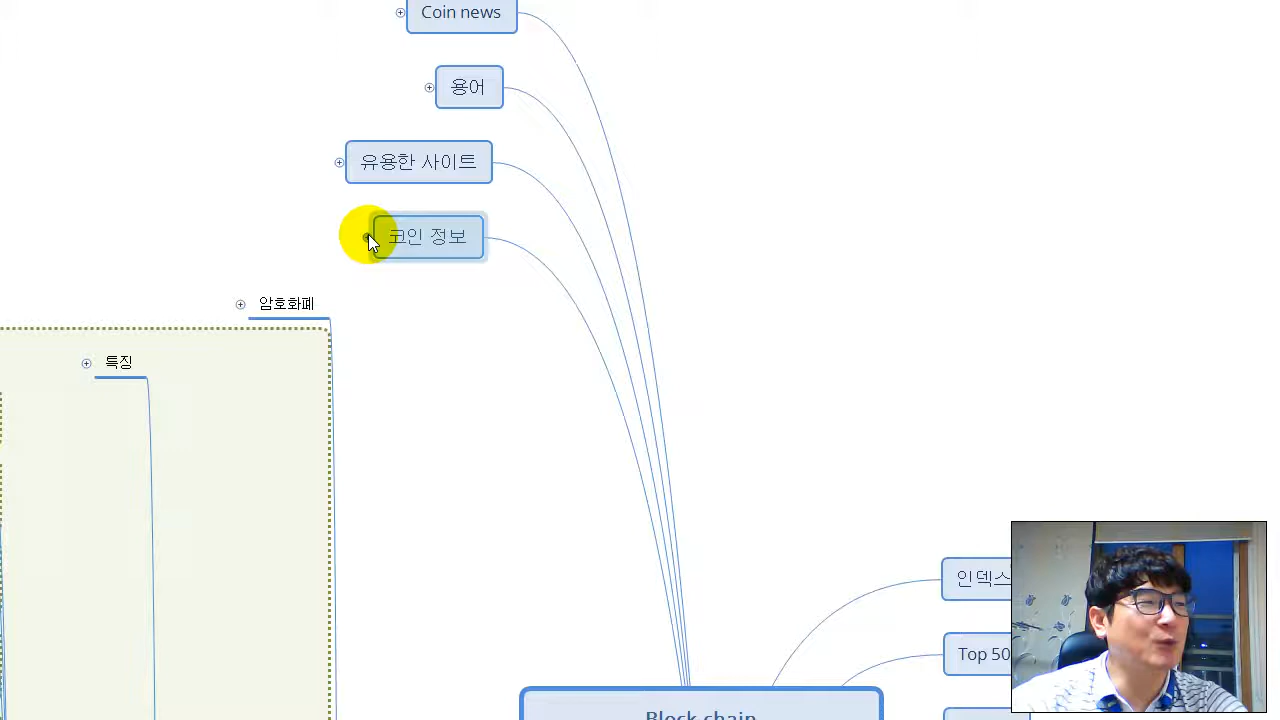 Coin news
용어
유용한 사이트
코인 정보
암호화폐
특징
인덱스
Top 50
Block chain